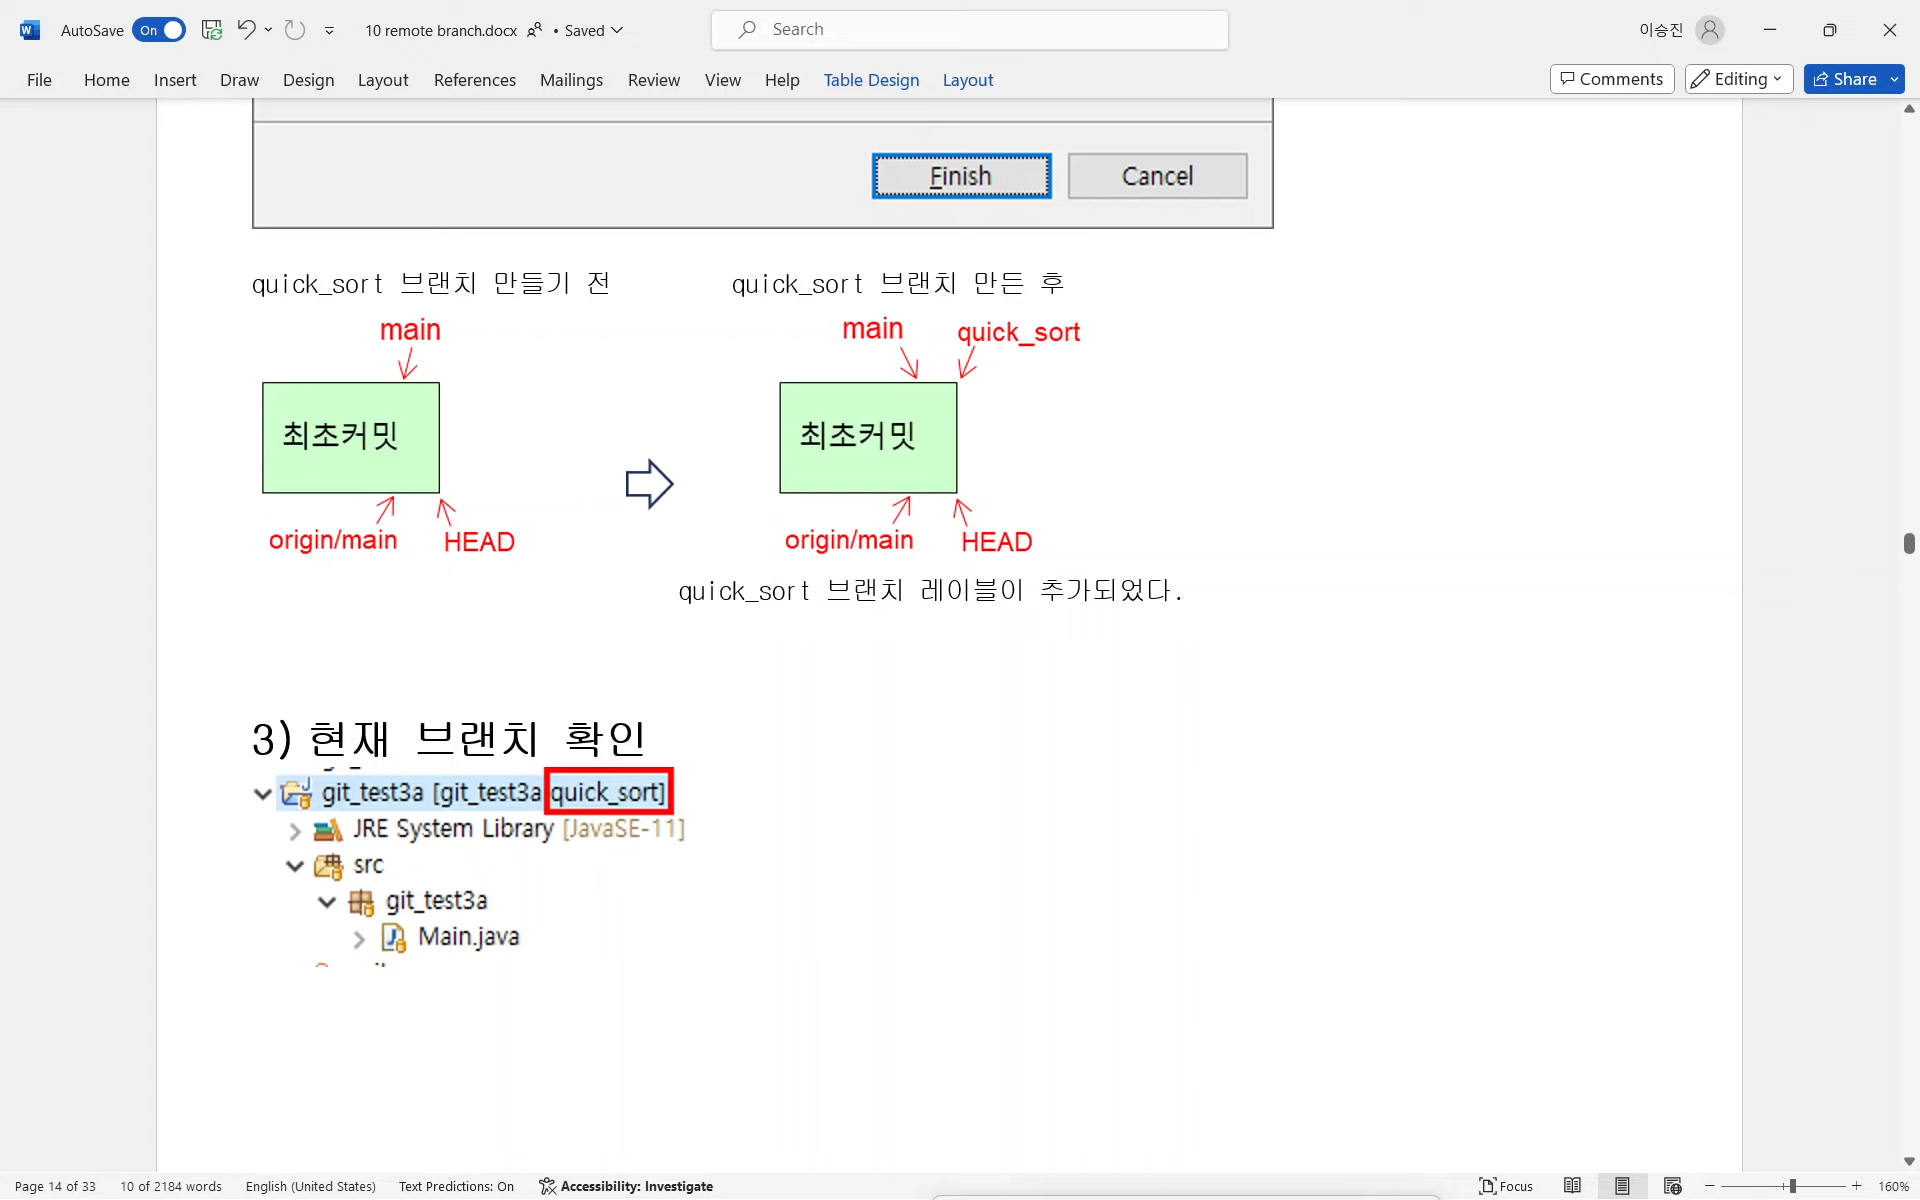 AutoSave On 10 remote branch.docx • Saved Search 이승진
File Home Insert Draw Design Layout References Mailings Review View Help Table Design Layout Comments Editing Share
Finish Cancel
quick_sort 브랜치 만들기 전 quick_sort 브랜치 만든 후
main main quick_sort
최초커밋 최초커밋
origin/main HEAD origin/main HEAD
quick_sort 브랜치 레이블이 추가되었다.
3) 현재 브랜치 확인
git_test3a [git_test3a quick_sort]
JRE System Library [JavaSE-11]
src
git_test3a
Main.java
Page 14 of 33 10 of 2184 words English (United States) Text Predictions: On Accessibility: Investigate Focus 160%